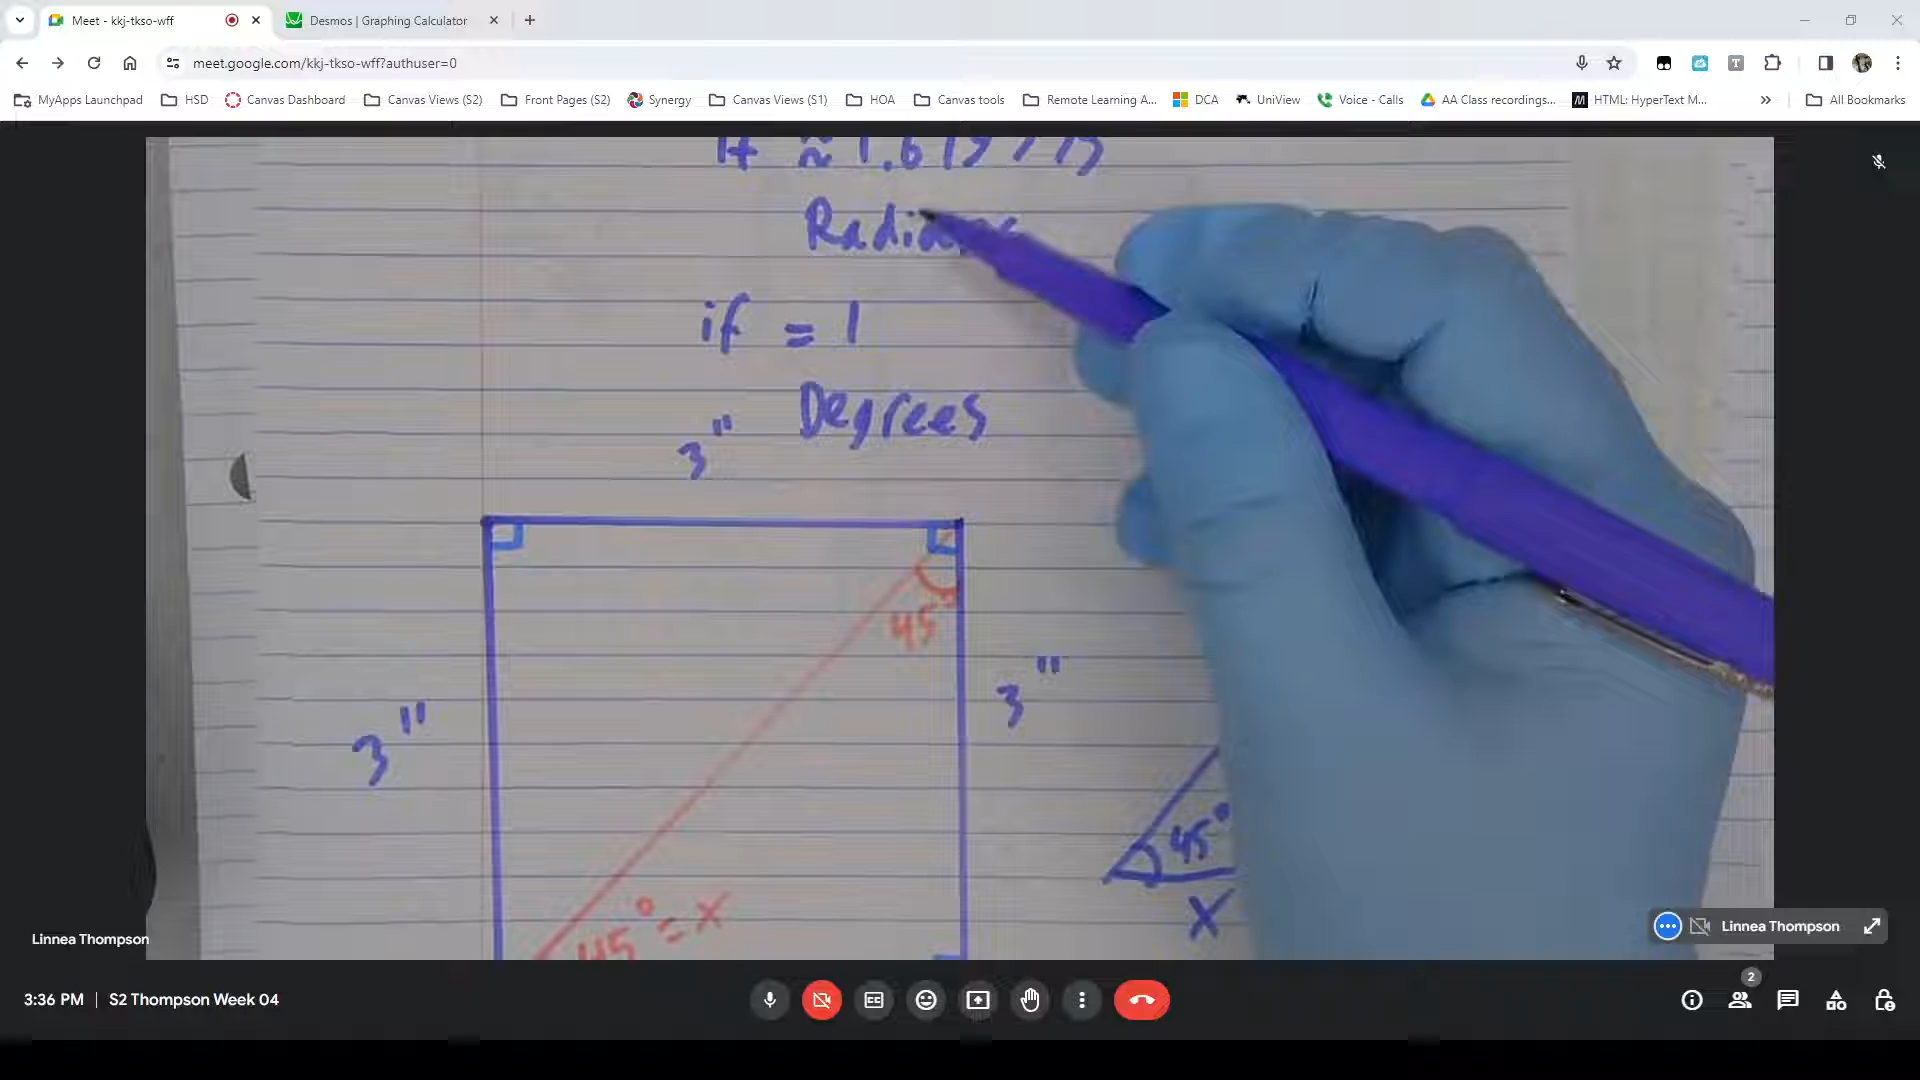 Meet - kkj-tkso-wff
Desmos | Graphing Calculator
meet.google.com/kkj-tkso-wff?authuser=0
MyApps Launchpad
HSD
Canvas Dashboard
Canvas Views (S2)
Front Pages (S2)
Synergy
Canvas Views (S1)
HOA
Canvas tools
Remote Learning A...
DCA
UniView
Voice - Calls
AA Class recordings...
HTML: HyperText M...
All Bookmarks
if = 1
Degrees
3"
45
3"
3"
45°
45° = x
x
Linnea Thompson
Linnea Thompson
2
3:36 PM | S2 Thompson Week 04